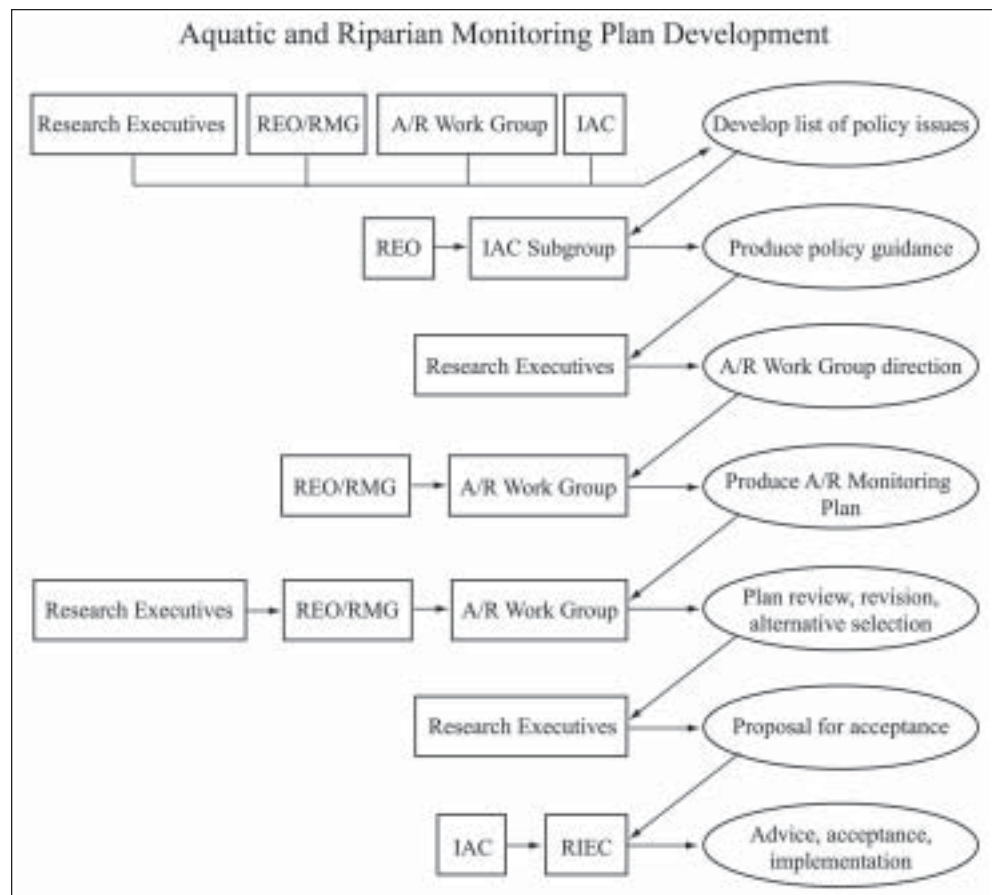 Aquatic and Riparian Monitoring Plan Development
Research Executives REO/RMG A/R Work Group IAC Develop list of policy issues
REO IAC Subgroup Produce policy guidance
Research Executives A/R Work Group direction
REO/RMG A/R Work Group Produce A/R Monitoring
Plan
Research Executives REO/RMG A/R Work Group Plan review, revision,
alternative selection
Research Executives Proposal for acceptance
IAC RIEC Advice, acceptance,
implementation